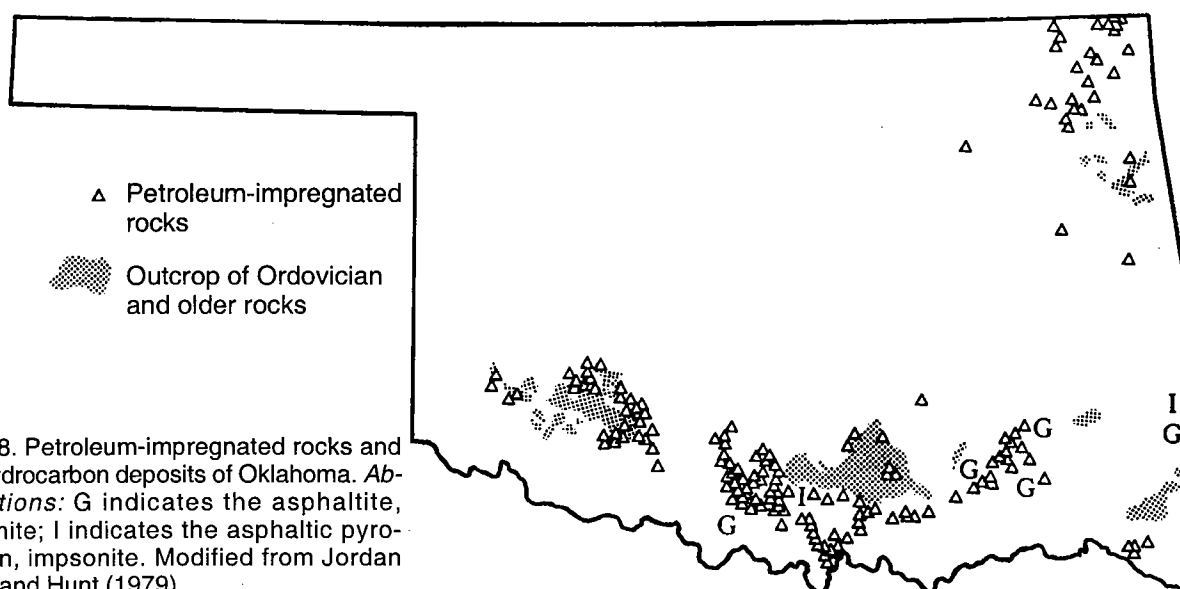 Petroleum-impregnated
rocks
Outcrop of Ordovician
and older rocks
I
G
G
G
G
I
G
8. Petroleum-impregnated rocks and
drocarbon deposits of Oklahoma. Ab-
tions: G indicates the asphaltite,
nite; I indicates the asphaltic pyro-
n, impsonite. Modified from Jordan
and Hunt (1979)